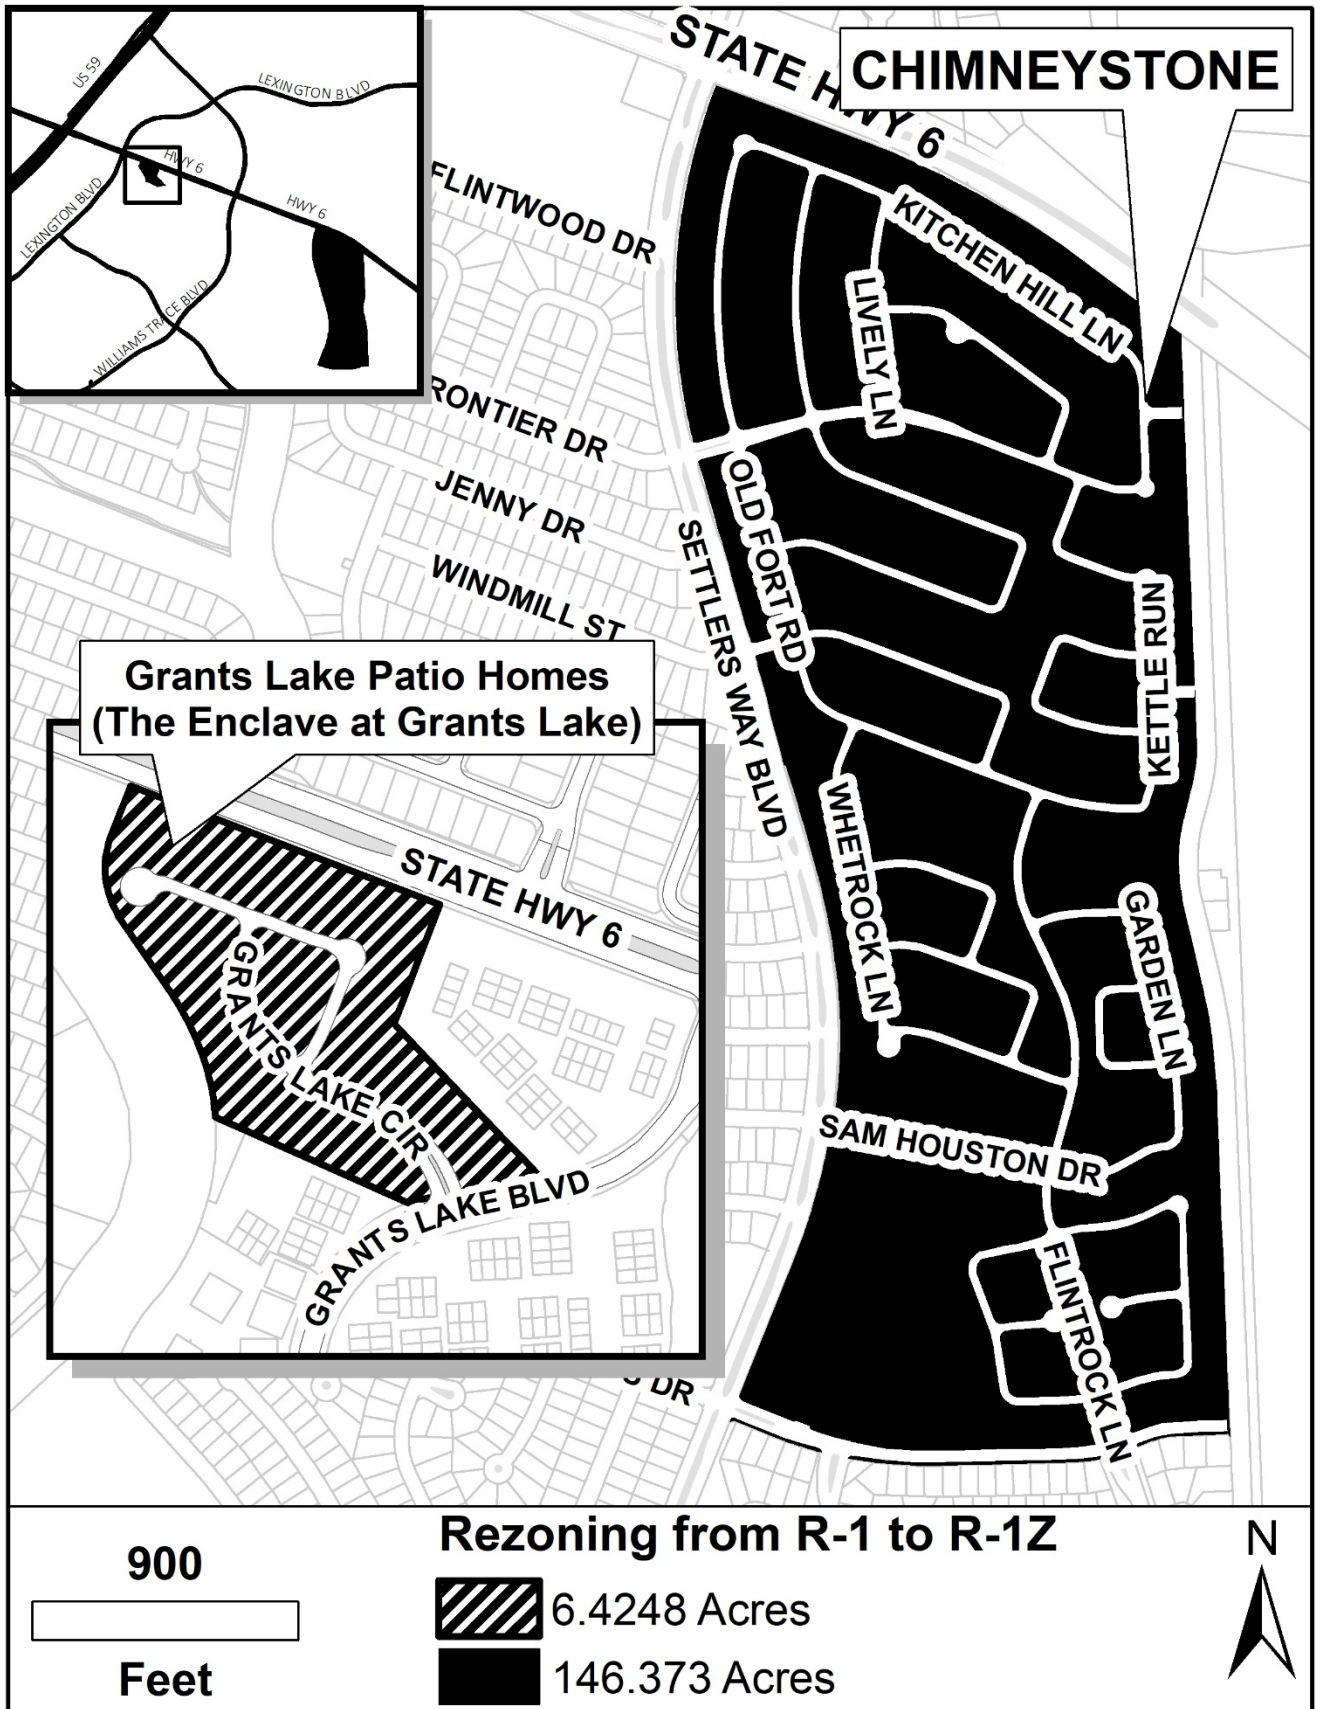 US 59
LEXINGTON BLVD
HWY 6
LEXINGTON BLVD
HWY 6
WILLIAMS TRACE BLVD
STATE HWY 6
CHIMNEYSTONE
FLINTWOOD DR
KITCHEN HILL LN
LIVELY LN
RONTIER DR
JENNY DR
OLD FORT RD
WINDMILL ST
SETTLERS WAY BLVD
KETTLE RUN
Grants Lake Patio Homes
(The Enclave at Grants Lake)
WHETROCK LN
STATE HWY 6
GARDEN LN
GRANTS LAKE CIR
SAM HOUSTON DR
GRANTS LAKE BLVD
FLINTROCK LN
DR
Rezoning from R-1 to R-1Z
900
Feet
6.4248 Acres
146.373 Acres
N